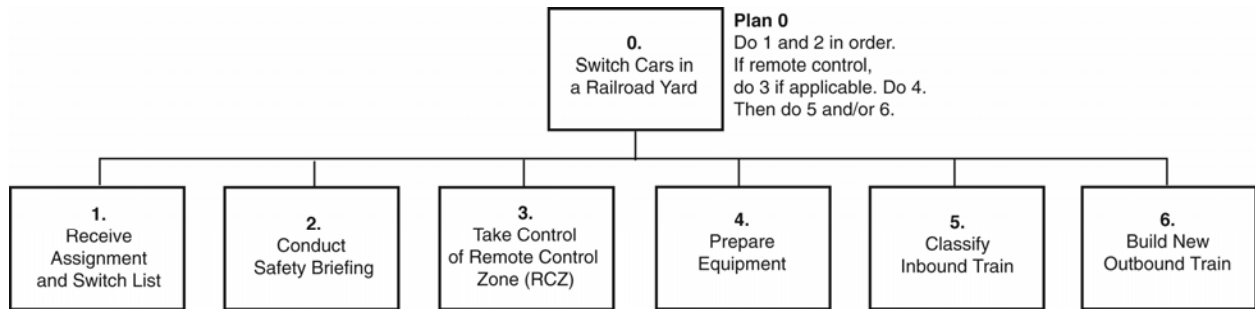 0.
Switch Cars in
a Railroad Yard
Plan 0
Do 1 and 2 in order.
If remote control,
do 3 if applicable. Do 4.
Then do 5 and/or 6.
1.
Receive
Assignment
and Switch List
2.
Conduct
Safety Briefing
3.
Take Control
of Remote Control
Zone (RCZ)
4.
Prepare
Equipment
5.
Classify
Inbound Train
6.
Build New
Outbound Train